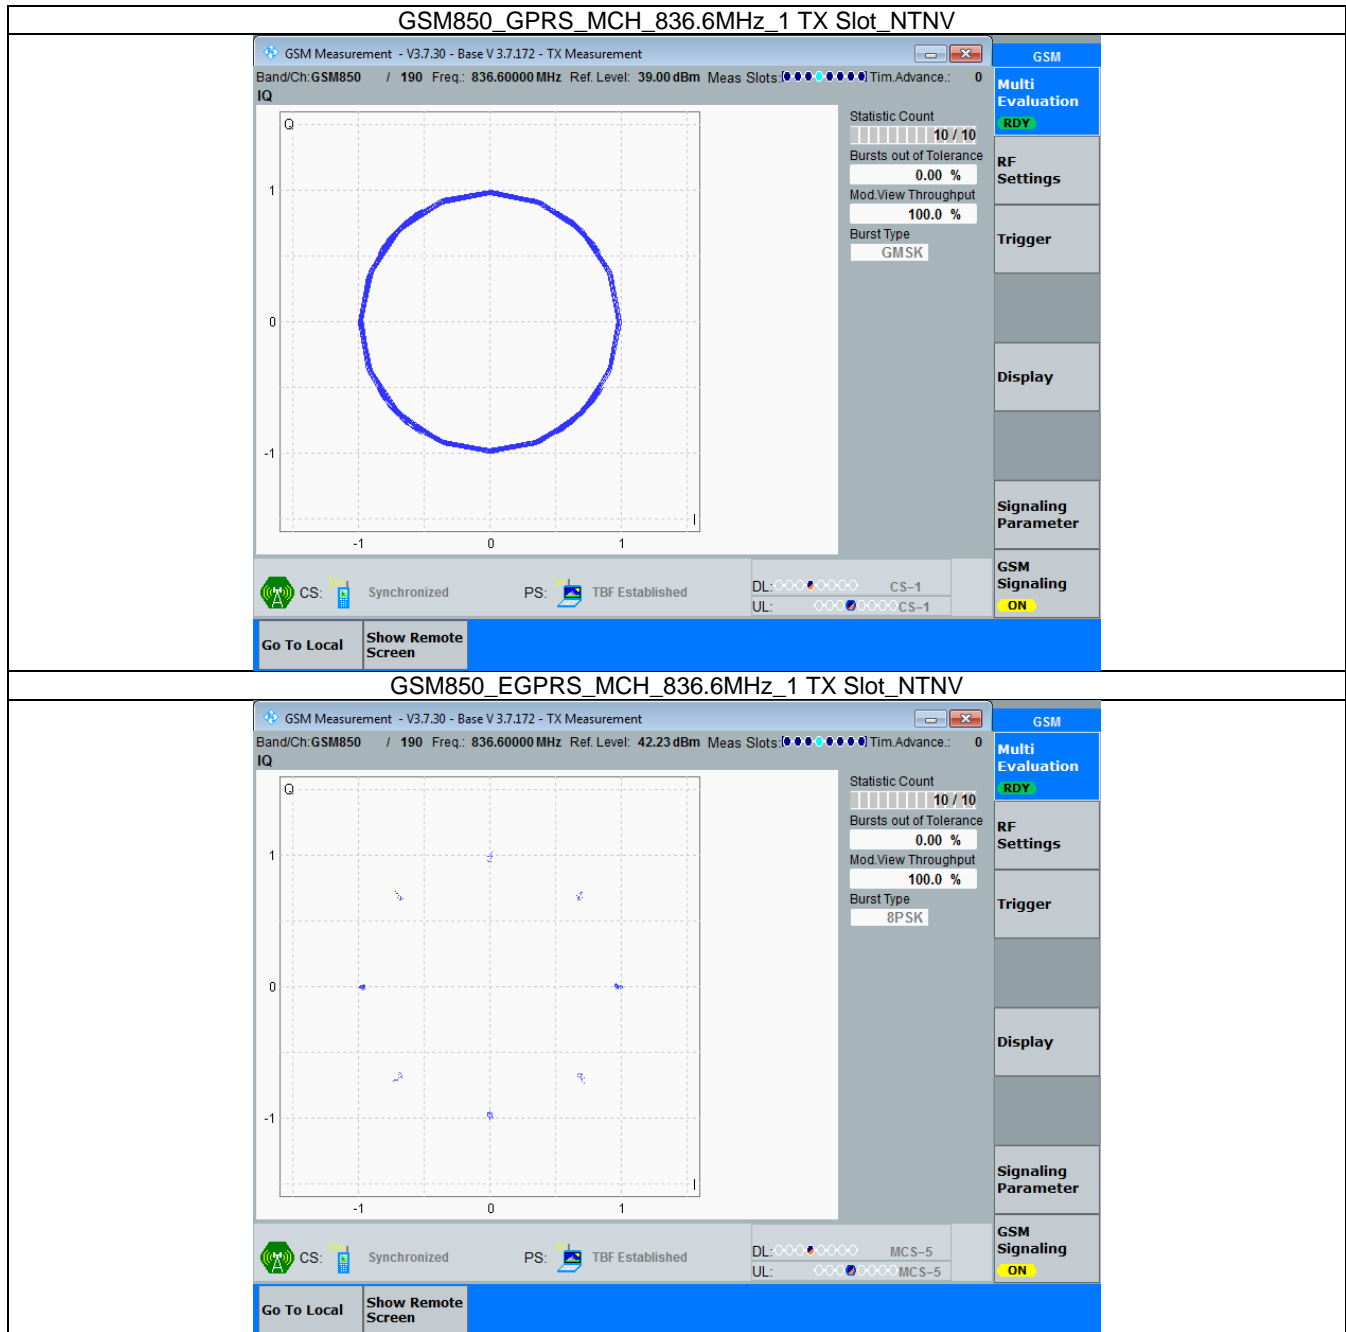 GSM850_GPRS_MCH_836.6MHz_1 TX Slot_NTNV
GSM Measurement - V3.7.30 - Base V 3.7.172 - TX Measurement
GSM
Band/Ch: GSM850 / 190 Freq.: 836.60000 MHz Ref. Level: 39.00 dBm Meas Slots: Tim.Advance.: 0
IQ
Multi Evaluation
RDY
Q
Statistic Count
10 / 10
Bursts out of Tolerance
0.00 %
Mod.View Throughput
100.0 %
Burst Type
GMSK
RF Settings
Trigger
1
0
-1
I
-1 0 1
Display
Signaling Parameter
GSM Signaling
ON
CS: Synchronized PS: TBF Established DL: CS-1
UL: CS-1
Go To Local Show Remote Screen
GSM850_EGPRS_MCH_836.6MHz_1 TX Slot_NTNV
GSM Measurement - V3.7.30 - Base V 3.7.172 - TX Measurement
GSM
Band/Ch: GSM850 / 190 Freq.: 836.60000 MHz Ref. Level: 42.23 dBm Meas Slots: Tim.Advance.: 0
IQ
Multi Evaluation
RDY
Q
Statistic Count
10 / 10
Bursts out of Tolerance
0.00 %
Mod.View Throughput
100.0 %
Burst Type
8PSK
RF Settings
Trigger
1
0
-1
I
-1 0 1
Display
Signaling Parameter
GSM Signaling
ON
CS: Synchronized PS: TBF Established DL: MCS-5
UL: MCS-5
Go To Local Show Remote Screen